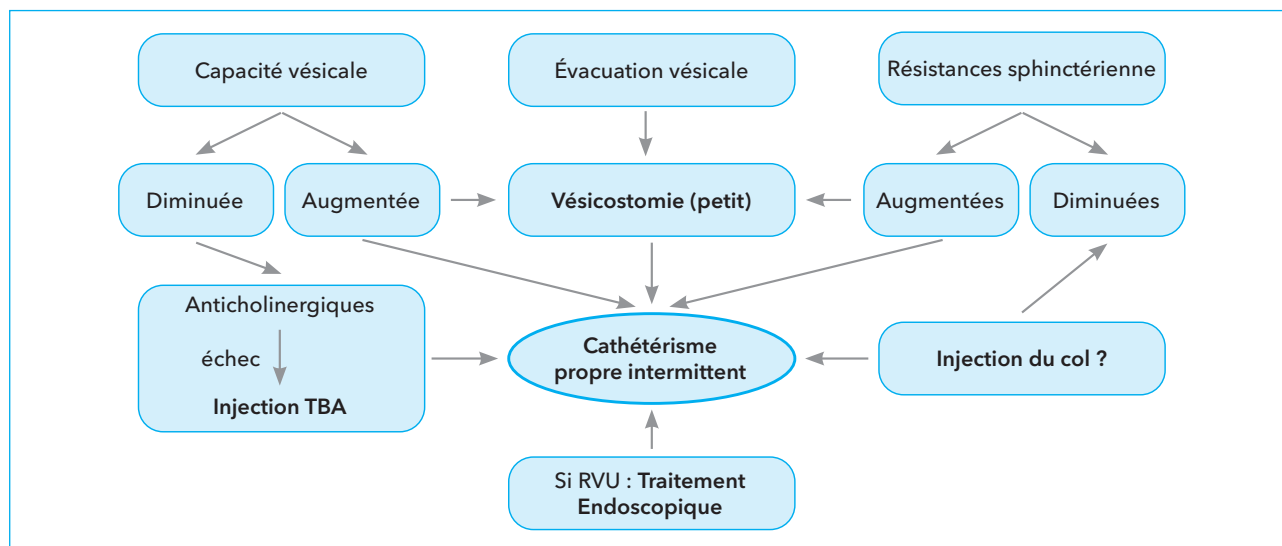 Capacité vésicale
Évacuation vésicale
Résistances sphinctérienne
Diminuée
Augmentée
Vésicostomie (petit)
Augmentées
Diminuées
Anticholinergiques
échec
Injection TBA
Cathétérisme
propre intermittent
Injection du col ?
Si RVU : Traitement
Endoscopique